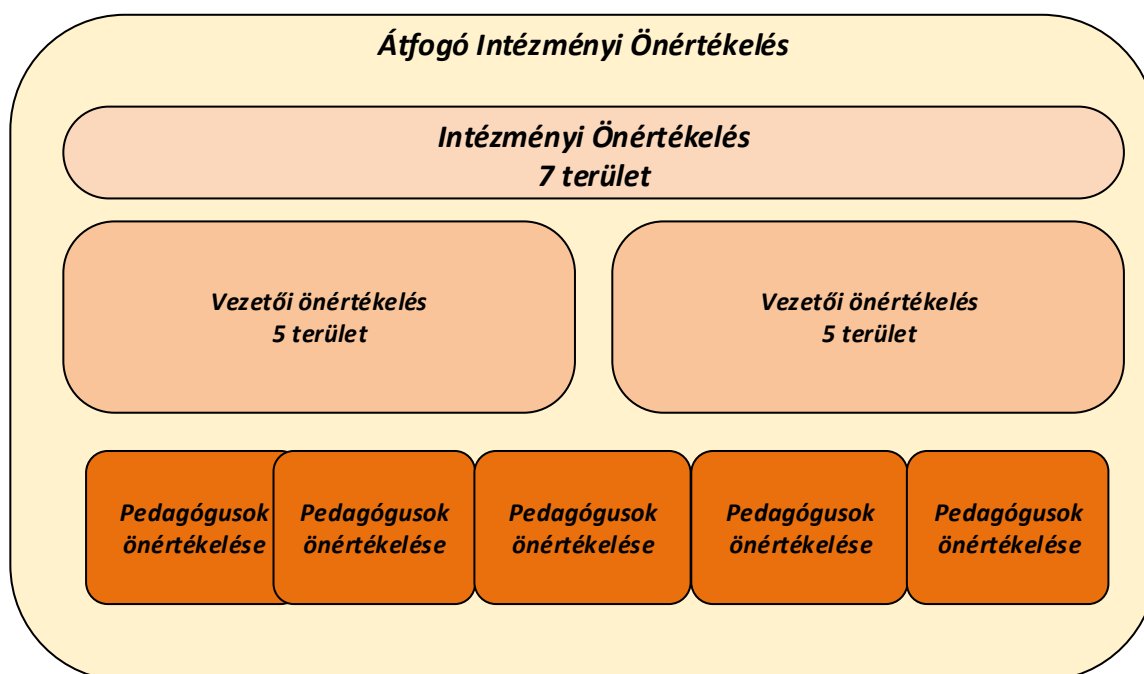 Átfogó Intézményi Önértékelés
Intézményi Önértékelés
7 terület
Vezetői önértékelés
5 terület
Vezetői önértékelés
5 terület
Pedagógusok
önértékelése
Pedagógusok
önértékelése
Pedagógusok
önértékelése
Pedagógusok
önértékelése
Pedagógusok
önértékelése